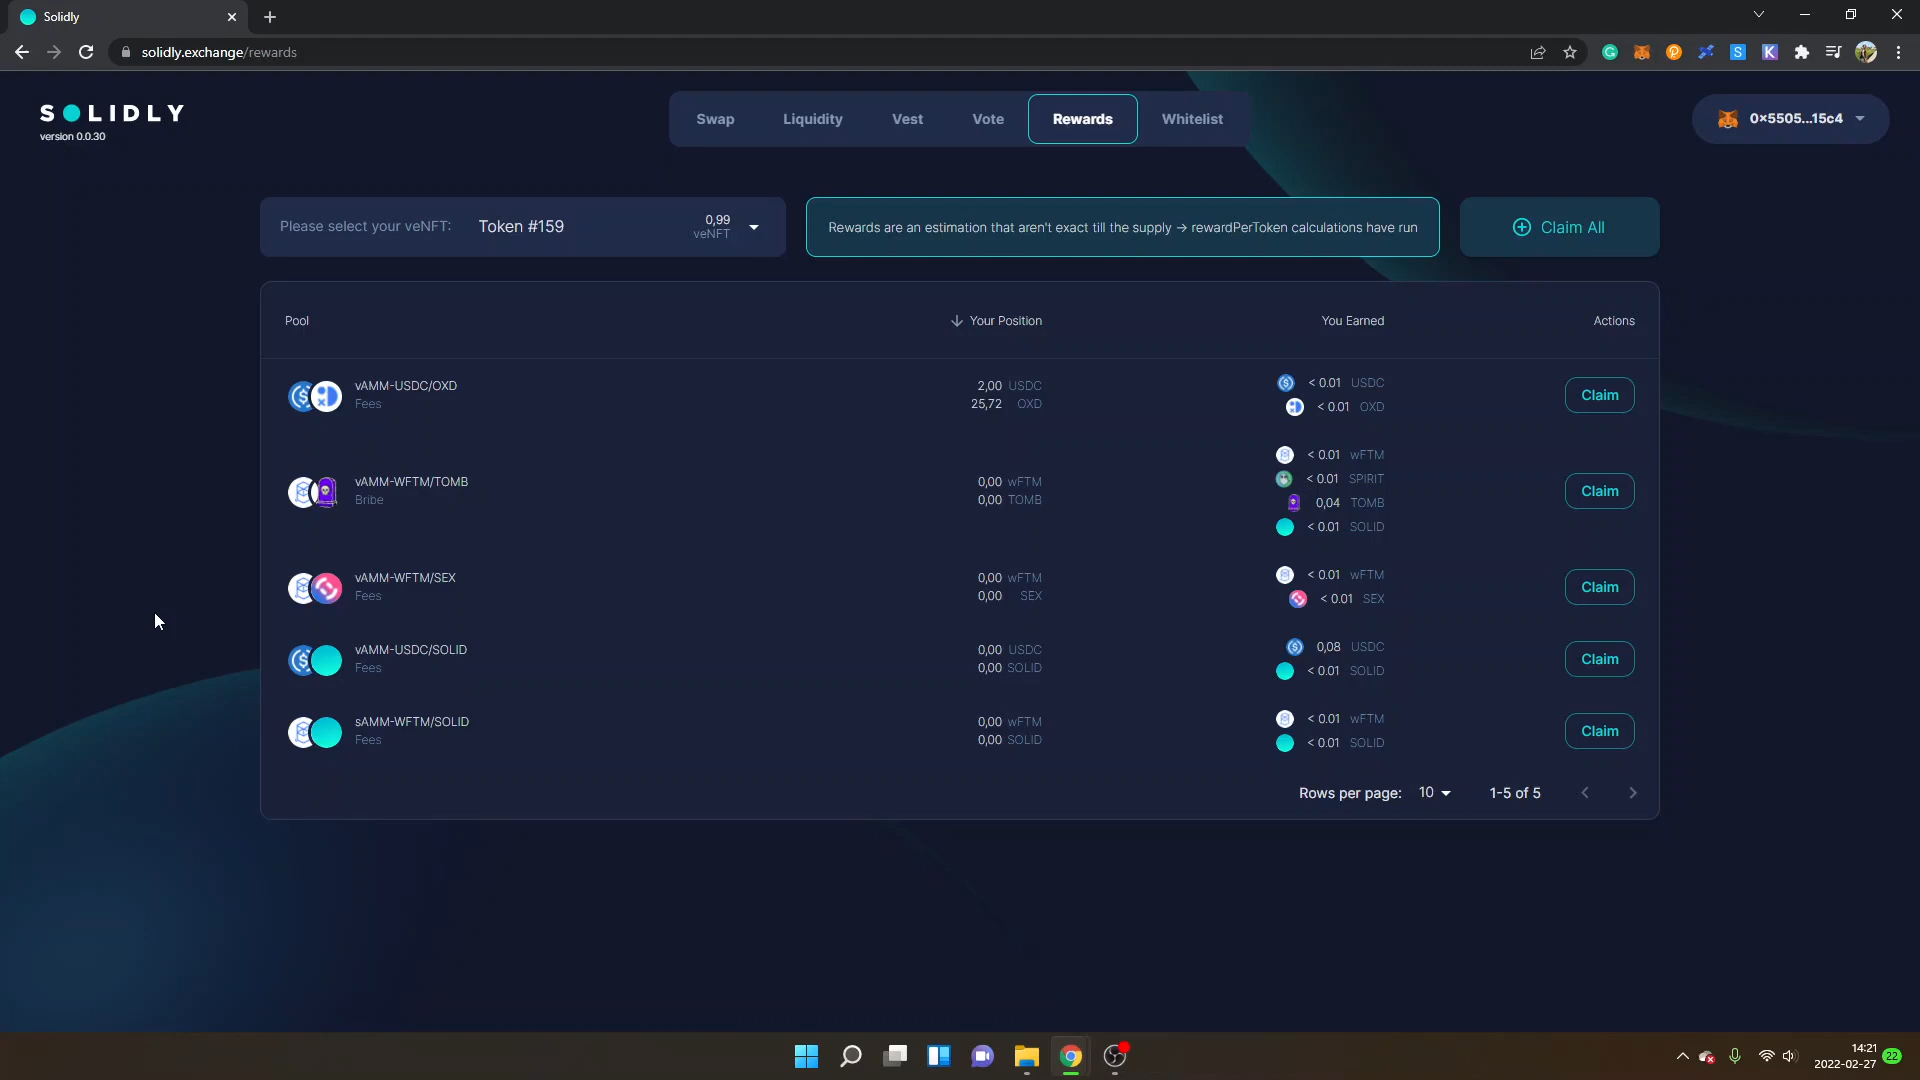 Solidly
solidly.exchange/rewards
SOLIDLY
version 0.0.30
Swap
Liquidity
Vest
Vote
Rewards
Whitelist
0x5505...15c4
Please select your veNFT:
Token #159
0,99
veNFT
Rewards are an estimation that aren't exact till the supply → rewardPerToken calculations have run
Claim All
Pool
Your Position
You Earned
Actions
vAMM-USDC/OXD
Fees
2,00 USDC
25,72 OXD
< 0.01 USDC
< 0.01 OXD
Claim
vAMM-WFTM/TOMB
Bribe
0,00 wFTM
0,00 TOMB
< 0.01 wFTM
< 0.01 SPIRIT
0,04 TOMB
< 0.01 SOLID
Claim
vAMM-WFTM/SEX
Fees
0,00 wFTM
0,00 SEX
< 0.01 wFTM
< 0.01 SEX
Claim
vAMM-USDC/SOLID
Fees
0,00 USDC
0,00 SOLID
0,08 USDC
< 0.01 SOLID
Claim
sAMM-WFTM/SOLID
Fees
0,00 wFTM
0,00 SOLID
< 0.01 wFTM
< 0.01 SOLID
Claim
Rows per page: 10
1-5 of 5
14:21
2022-02-27
22